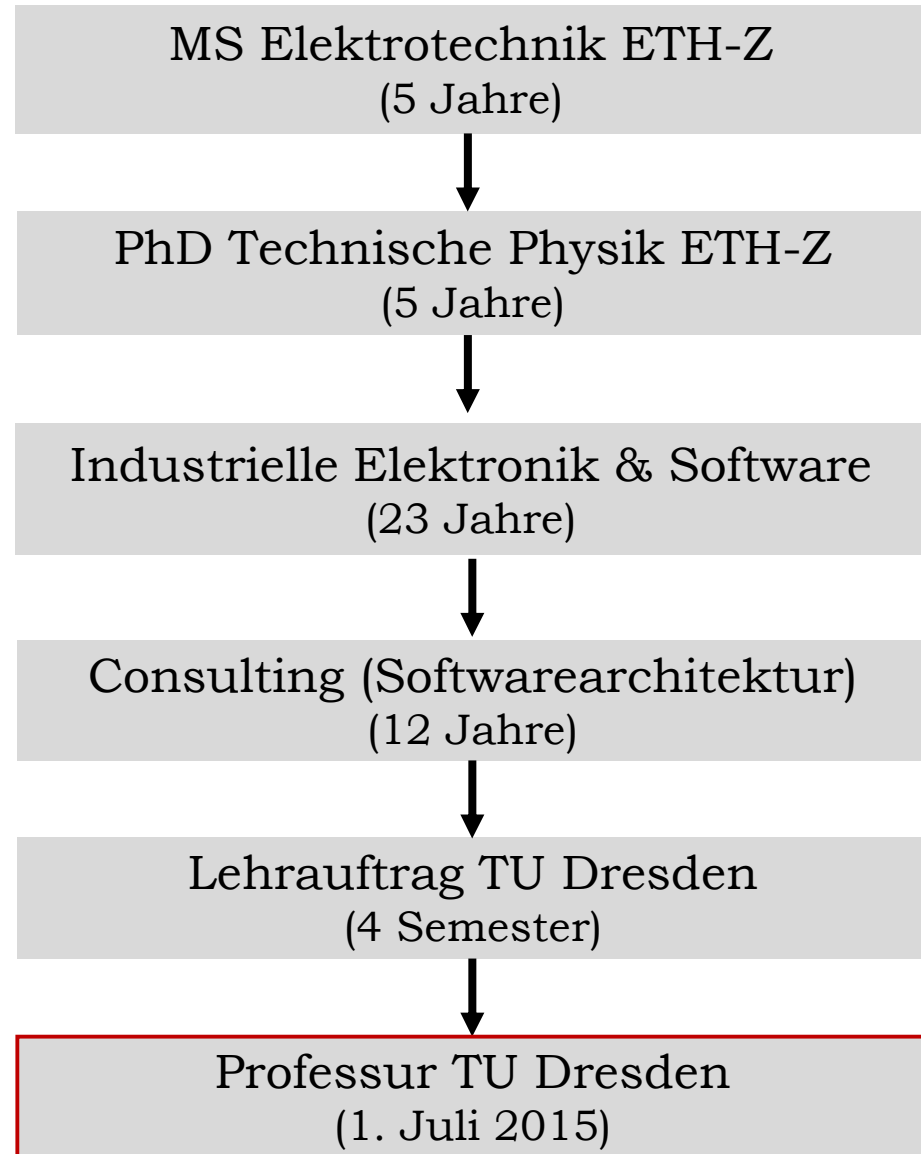 MS Elektrotechnik ETH-Z
(5 Jahre)
PhD Technische Physik ETH-Z
(5 Jahre)
Industrielle Elektronik & Software
(23 Jahre)
Consulting (Softwarearchitektur)
(12 Jahre)
Lehrauftrag TU Dresden
(4 Semester)
Professur TU Dresden
(1. Juli 2015)